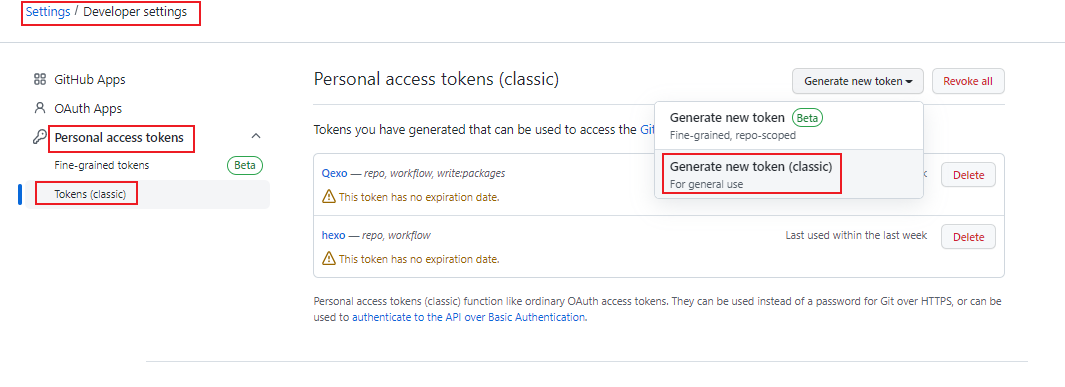 Settings / Developer settings
GitHub Apps
OAuth Apps
Personal access tokens
Fine-grained tokens Beta
Tokens (classic)
Personal access tokens (classic)
Generate new token
Revoke all
Generate new token Beta
Fine-grained, repo-scoped
Generate new token (classic)
For general use
Tokens you have generated that can be used to access the Git
Qexo — repo, workflow, write:packages
Delete
This token has no expiration date.
hexo — repo, workflow
Last used within the last week
Delete
This token has no expiration date.
Personal access tokens (classic) function like ordinary OAuth access tokens. They can be used instead of a password for Git over HTTPS, or can be
used to authenticate to the API over Basic Authentication.